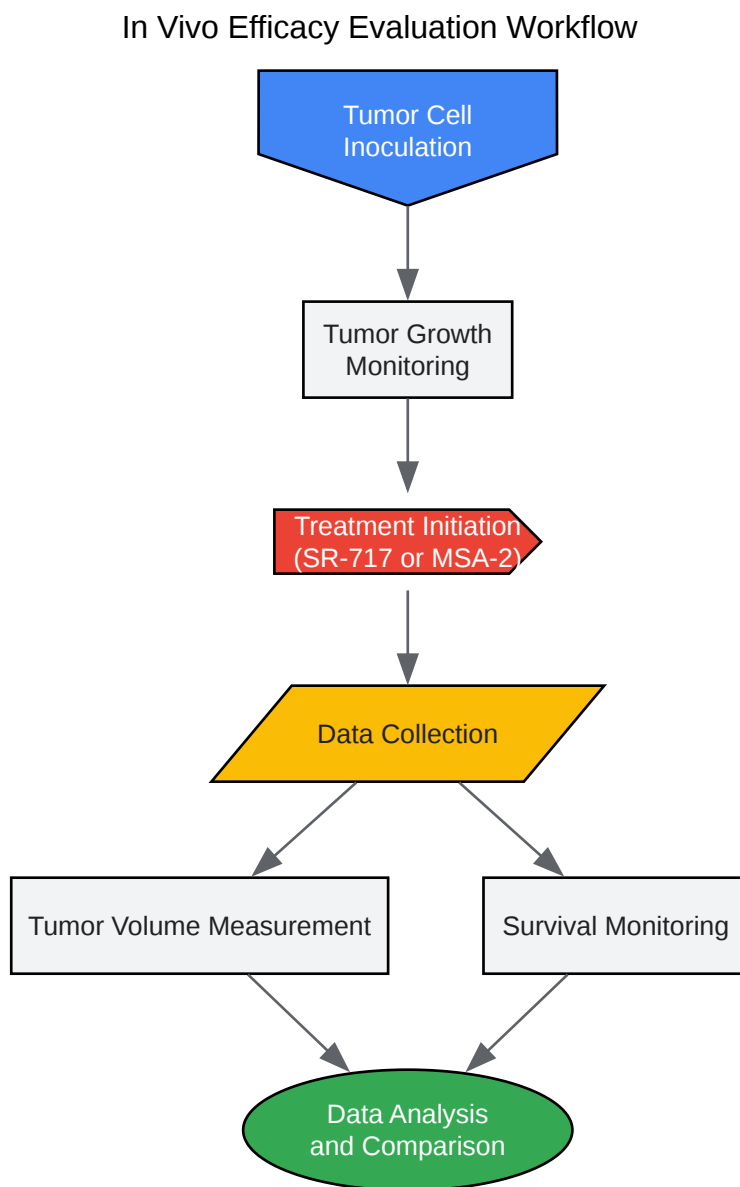 In Vivo Efficacy Evaluation Workflow
Tumor Cell
Inoculation
Tumor Growth
Monitoring
Treatment Initiation
(SR-717 or MSA-2)
Data Collection
Tumor Volume Measurement
Survival Monitoring
Data Analysis
and Comparison